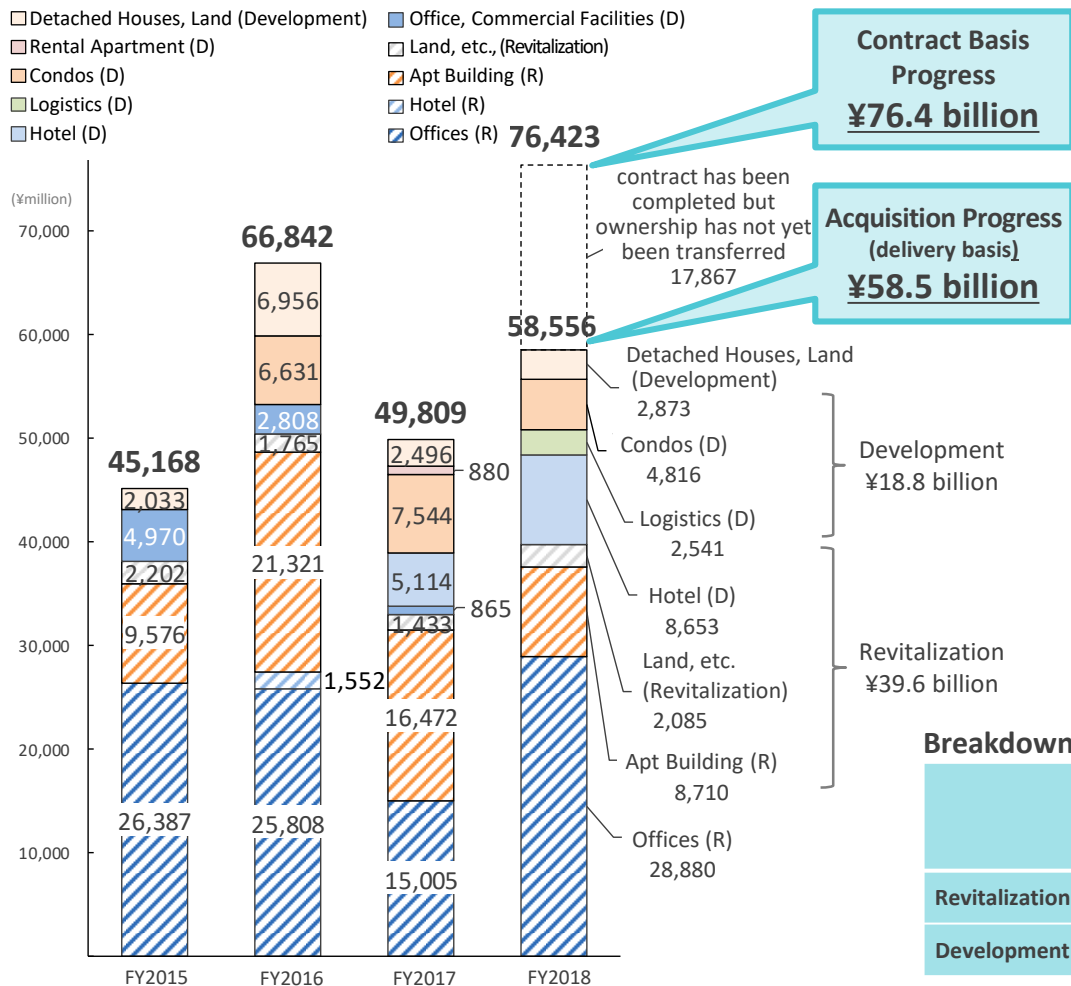 Detached Houses, Land (Development)
Rental Apartment (D)
Condos (D)
Logistics (D)
Hotel (D)
Office, Commercial Facilities (D)
Land, etc., (Revitalization)
Apt Building (R)
Hotel (R)
Offices (R)
Contract Basis
Progress
¥76.4 billion
Acquisition Progress
(delivery basis)
¥58.5 billion
(¥million)
70,000
60,000
50,000
40,000
30,000
20,000
10,000
45,168
2,033
4,970
2,202
9,576
26,387
FY2015
66,842
6,956
6,631
2,808
1,765
21,321
1,552
25,808
FY2016
49,809
2,496
880
7,544
5,114
865
1,433
16,472
15,005
FY2017
76,423
contract has been
completed but
ownership has not yet
been transferred
17,867
58,556
Detached Houses, Land
(Development)
2,873
Condos (D)
4,816
Logistics (D)
2,541
Hotel (D)
8,653
Land, etc.
(Revitalization)
2,085
Apt Building (R)
8,710
Offices (R)
28,880
FY2018
Development
¥18.8 billion
Revitalization
¥39.6 billion
Breakdown
Revitalization
Development